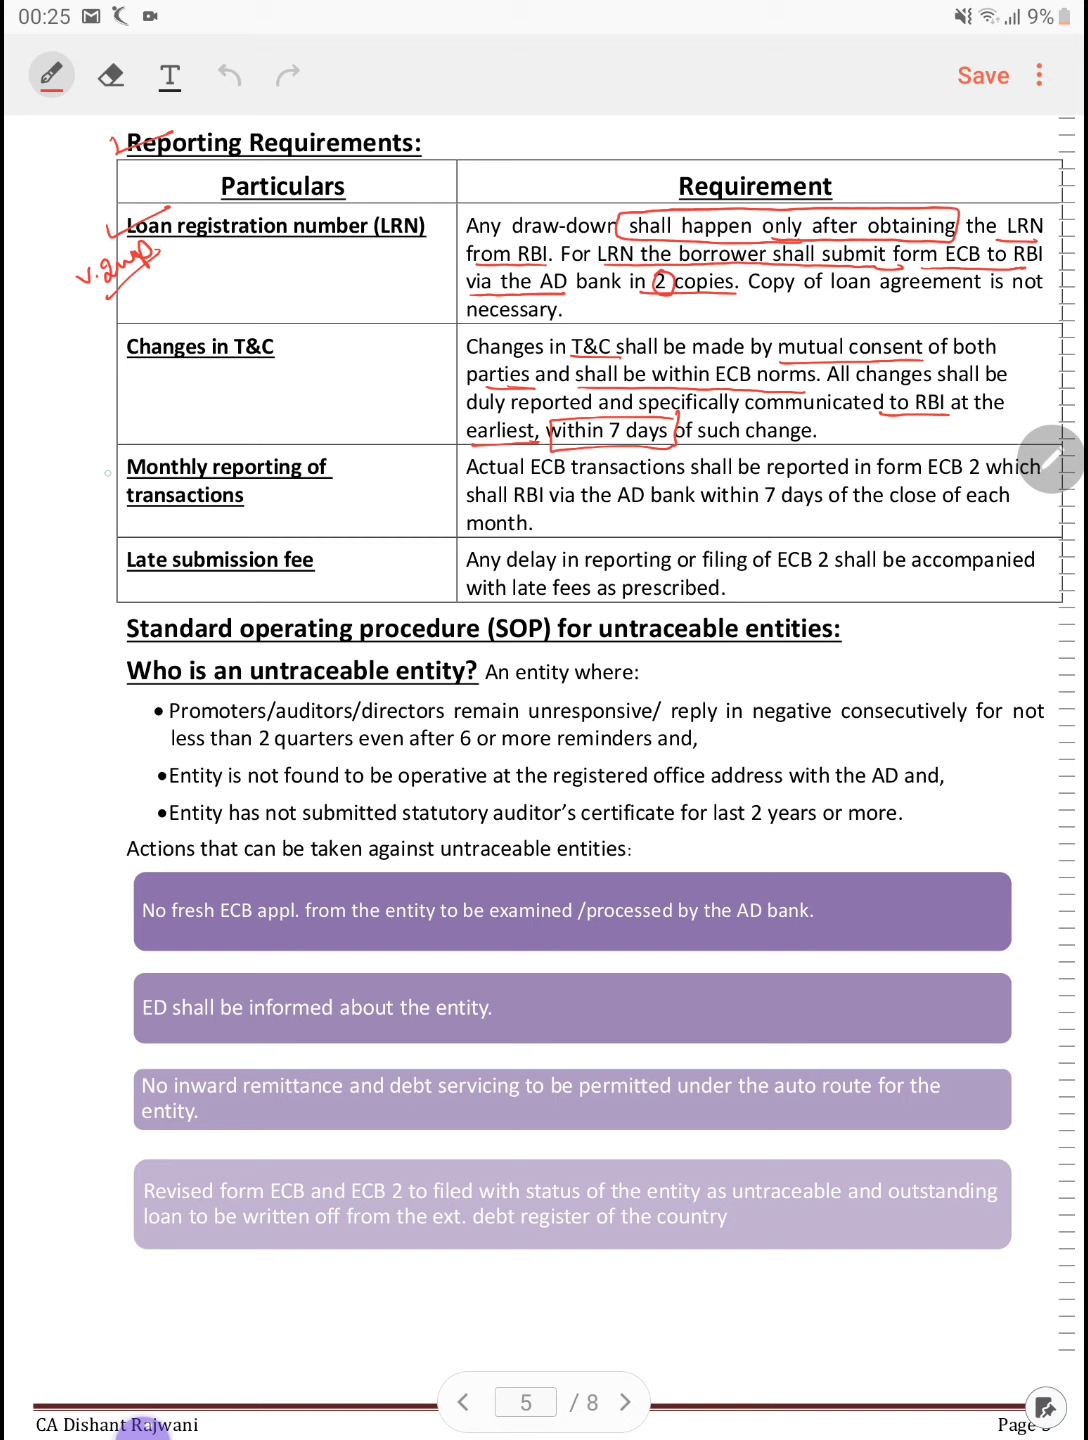 00:25
9%
T
Save
Reporting Requirements:
Particulars
Requirement
Loan registration number (LRN)
Any draw-down shall happen only after obtaining the LRN
from RBI. For LRN the borrower shall submit form ECB to RBI
via the AD bank in 2 copies. Copy of loan agreement is not
necessary.
V. Imp
Changes in T&C
Changes in T&C shall be made by mutual consent of both
parties and shall be within ECB norms. All changes shall be
duly reported and specifically communicated to RBI at the
earliest, within 7 days of such change.
Monthly reporting of
transactions
Actual ECB transactions shall be reported in form ECB 2 which
shall RBI via the AD bank within 7 days of the close of each
month.
Late submission fee
Any delay in reporting or filing of ECB 2 shall be accompanied
with late fees as prescribed.
Standard operating procedure (SOP) for untraceable entities:
Who is an untraceable entity? An entity where:
• Promoters/auditors/directors remain unresponsive/ reply in negative consecutively for not
less than 2 quarters even after 6 or more reminders and,
• Entity is not found to be operative at the registered office address with the AD and,
• Entity has not submitted statutory auditor’s certificate for last 2 years or more.
Actions that can be taken against untraceable entities:
No fresh ECB appl. from the entity to be examined /processed by the AD bank.
ED shall be informed about the entity.
No inward remittance and debt servicing to be permitted under the auto route for the
entity.
Revised form ECB and ECB 2 to filed with status of the entity as untraceable and outstanding
loan to be written off from the ext. debt register of the country
5 / 8
CA Dishant Rajwani
Page